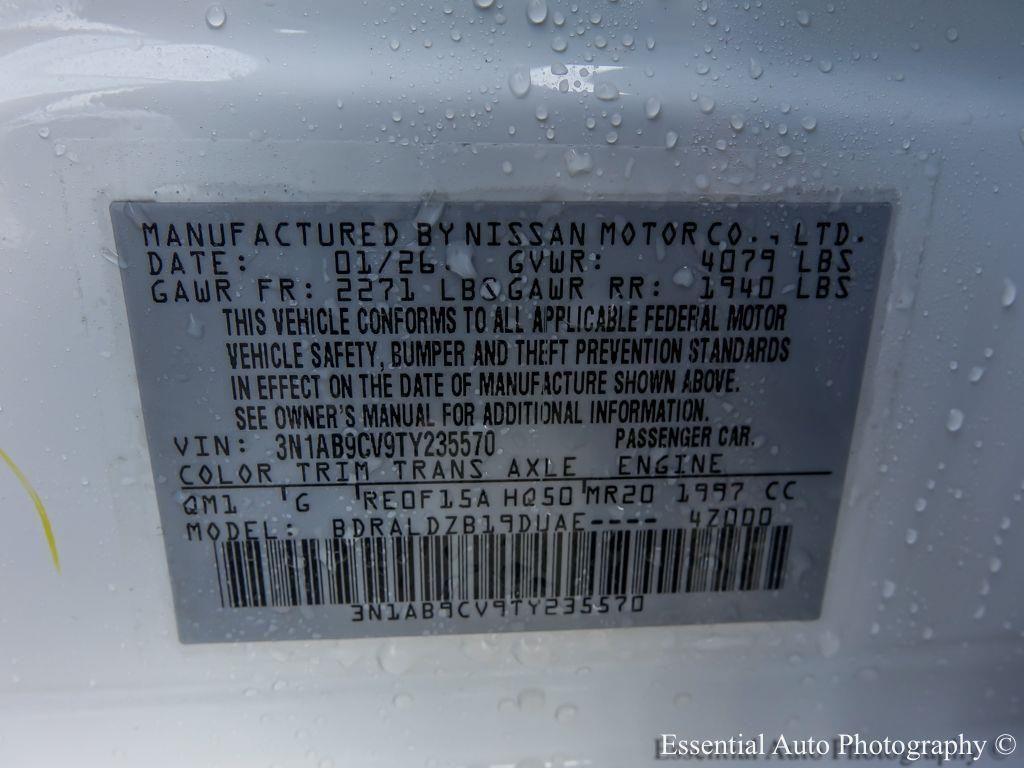 MANUFACTURED BY NISSAN MOTOR CO., LTD.
DATE: 01/26 GVWR: 4079 LBS
GAWR FR: 2271 LBS GAWR RR: 1940 LBS
THIS VEHICLE CONFORMS TO ALL APPLICABLE FEDERAL MOTOR
VEHICLE SAFETY, BUMPER AND THEFT PREVENTION STANDARDS
IN EFFECT ON THE DATE OF MANUFACTURE SHOWN ABOVE.
SEE OWNER'S MANUAL FOR ADDITIONAL INFORMATION.
VIN: 3N1AB9CV9TY235570 PASSENGER CAR.
COLOR TRIM TRANS AXLE ENGINE
QM1 G RE0F15A HQ50 MR20 1997 CC
MODEL: BDRALDZB19DUAE---- 4Z000
3N1AB9CV9TY235570
Essential Auto Photography ©